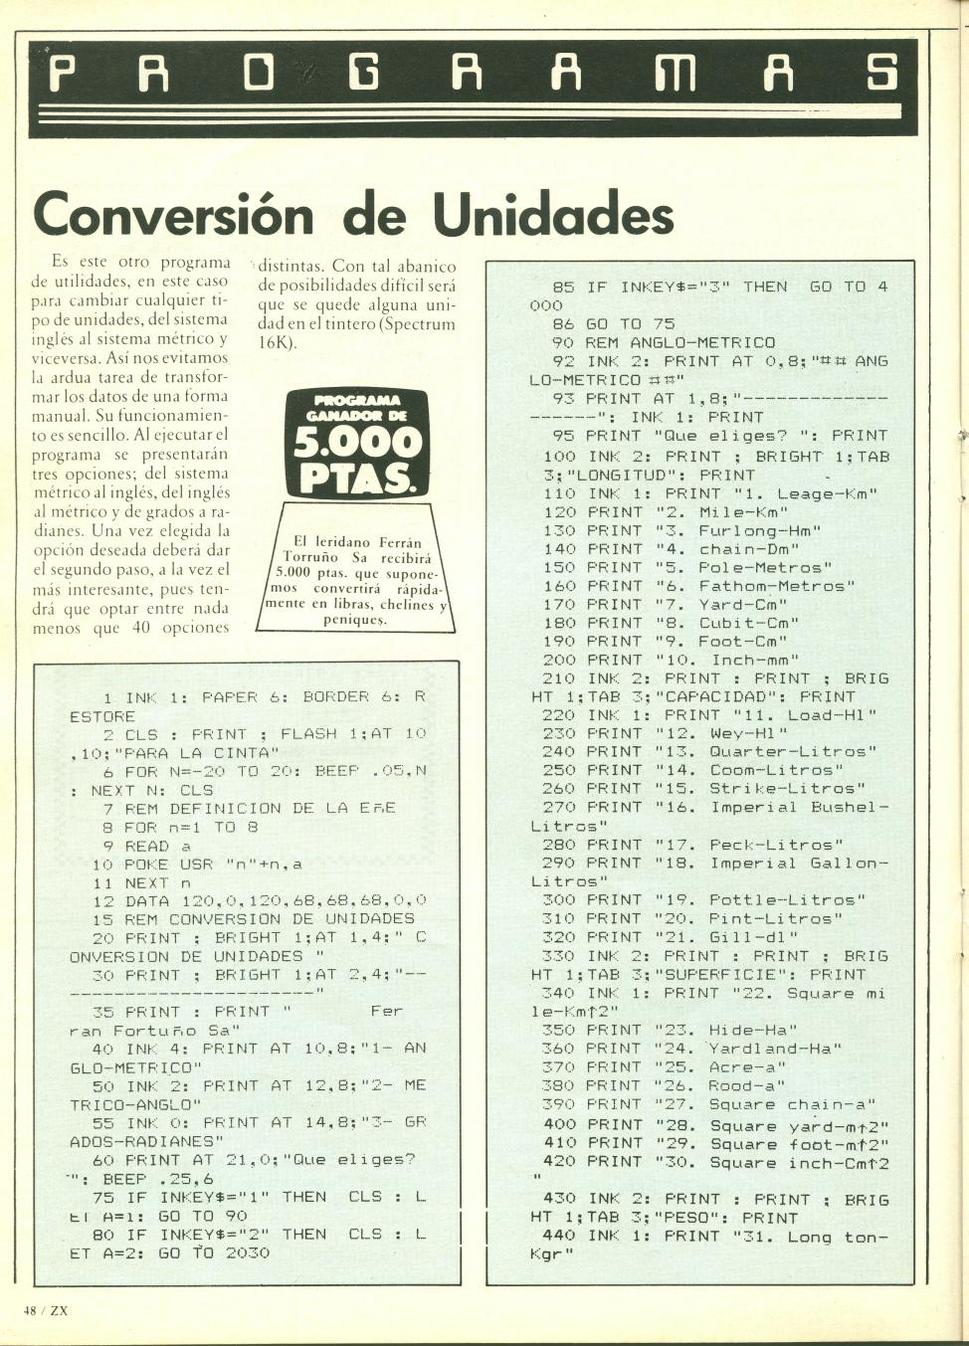 PROGRAMAS
Conversión de Unidades
Es este otro programa
de utilidades, en este caso
para cambiar cualquier ti-
po de unidades, del sistema
inglés al sistema métrico y
viceversa. Así nos evitamos
la ardua tarea de transfor-
mar los datos de una forma
manual. Su funcionamien-
to es sencillo. Al ejecutar el
programa se presentarán
tres opciones; del sistema
métrico al inglés, del inglés
al métrico y de grados a ra-
dianes. Una vez elegida la
opción deseada deberá dar
el segundo paso, a la vez el
más interesante, pues ten-
drá que optar entre nada
menos que 40 opciones
distintas. Con tal abanico
de posibilidades difícil será
que se quede alguna uni-
dad en el tintero (Spectrum
16K).
PROGRAMA
GANADOR DE
5.000
PTAS.
El leridano Ferrán
Torruño Sa recibirá
5.000 ptas. que supone-
mos convertirá rápida-
mente en libras, chelines y
peniques.
1 INK 1: PAPER 6: BORDER 6: R
ESTORE
2 CLS : PRINT ; FLASH 1;AT 10
,10;"PARA LA CINTA"
6 FOR N=-20 TO 20: BEEP .05,N
: NEXT N: CLS
7 REM DEFINICION DE LA EñE
8 FOR n=1 TO 8
9 READ a
10 POKE USR "n"+n,a
11 NEXT n
12 DATA 120,0,120,68,68,68,0,0
15 REM CONVERSION DE UNIDADES
20 PRINT ; BRIGHT 1;AT 1,4;" C
ONVERSION DE UNIDADES "
30 PRINT ; BRIGHT 1;AT 2,4;"--
-----------------------"
35 PRINT : PRINT "         Fer
ran Fortuño Sa"
40 INK 4: PRINT AT 10,8;"1- AN
GLO-METRICO"
50 INK 2: PRINT AT 12,8;"2- ME
TRICO-ANGLO"
55 INK 0: PRINT AT 14,8;"3- GR
ADOS-RADIANES"
60 PRINT AT 21,0;"Que eliges?
": BEEP .25,6
75 IF INKEY$="1" THEN  CLS : L
ET A=1: GO TO 90
80 IF INKEY$="2" THEN  CLS : L
ET A=2: GO TO 2030
85 IF INKEY$="3" THEN  GO TO 4
000
86 GO TO 75
90 REM ANGLO-METRICO
92 INK 2: PRINT AT 0,8;"## ANG
LO-METRICO ##"
93 PRINT AT 1,8;"-------------
-------": INK 1: PRINT
95 PRINT "Que eliges? ": PRINT
100 INK 2: PRINT ; BRIGHT 1;TAB
3;"LONGITUD": PRINT
110 INK 1: PRINT "1. Leage-Km"
120 PRINT "2. Mile-Km"
130 PRINT "3. Furlong-Hm"
140 PRINT "4. chain-Dm"
150 PRINT "5. Pole-Metros"
160 PRINT "6. Fathom-Metros"
170 PRINT "7. Yard-Cm"
180 PRINT "8. Cubit-Cm"
190 PRINT "9. Foot-Cm"
200 PRINT "10. Inch-mm"
210 INK 2: PRINT : PRINT ; BRIG
HT 1;TAB 3;"CAPACIDAD": PRINT
220 INK 1: PRINT "11. Load-Hl"
230 PRINT "12. Wey-Hl"
240 PRINT "13. Quarter-Litros"
250 PRINT "14. Coom-Litros"
260 PRINT "15. Strike-Litros"
270 PRINT "16. Imperial Bushel-
Litros"
280 PRINT "17. Peck-Litros"
290 PRINT "18. Imperial Gallon-
Litros"
300 PRINT "19. Pottle-Litros"
310 PRINT "20. Pint-Litros"
320 PRINT "21. Gill-dl"
330 INK 2: PRINT : PRINT ; BRIG
HT 1;TAB 3;"SUPERFICIE": PRINT
340 INK 1: PRINT "22. Square mi
le-Km↑2"
350 PRINT "23. Hide-Ha"
360 PRINT "24. Yardland-Ha"
370 PRINT "25. Acre-a"
380 PRINT "26. Rood-a"
390 PRINT "27. Square chain-a"
400 PRINT "28. Square yard-m↑2"
410 PRINT "29. Square foot-m↑2"
420 PRINT "30. Square inch-Cm↑2
"
430 INK 2: PRINT : PRINT ; BRIG
HT 1;TAB 3;"PESO": PRINT
440 INK 1: PRINT "31. Long ton-
Kgr"
48 / ZX